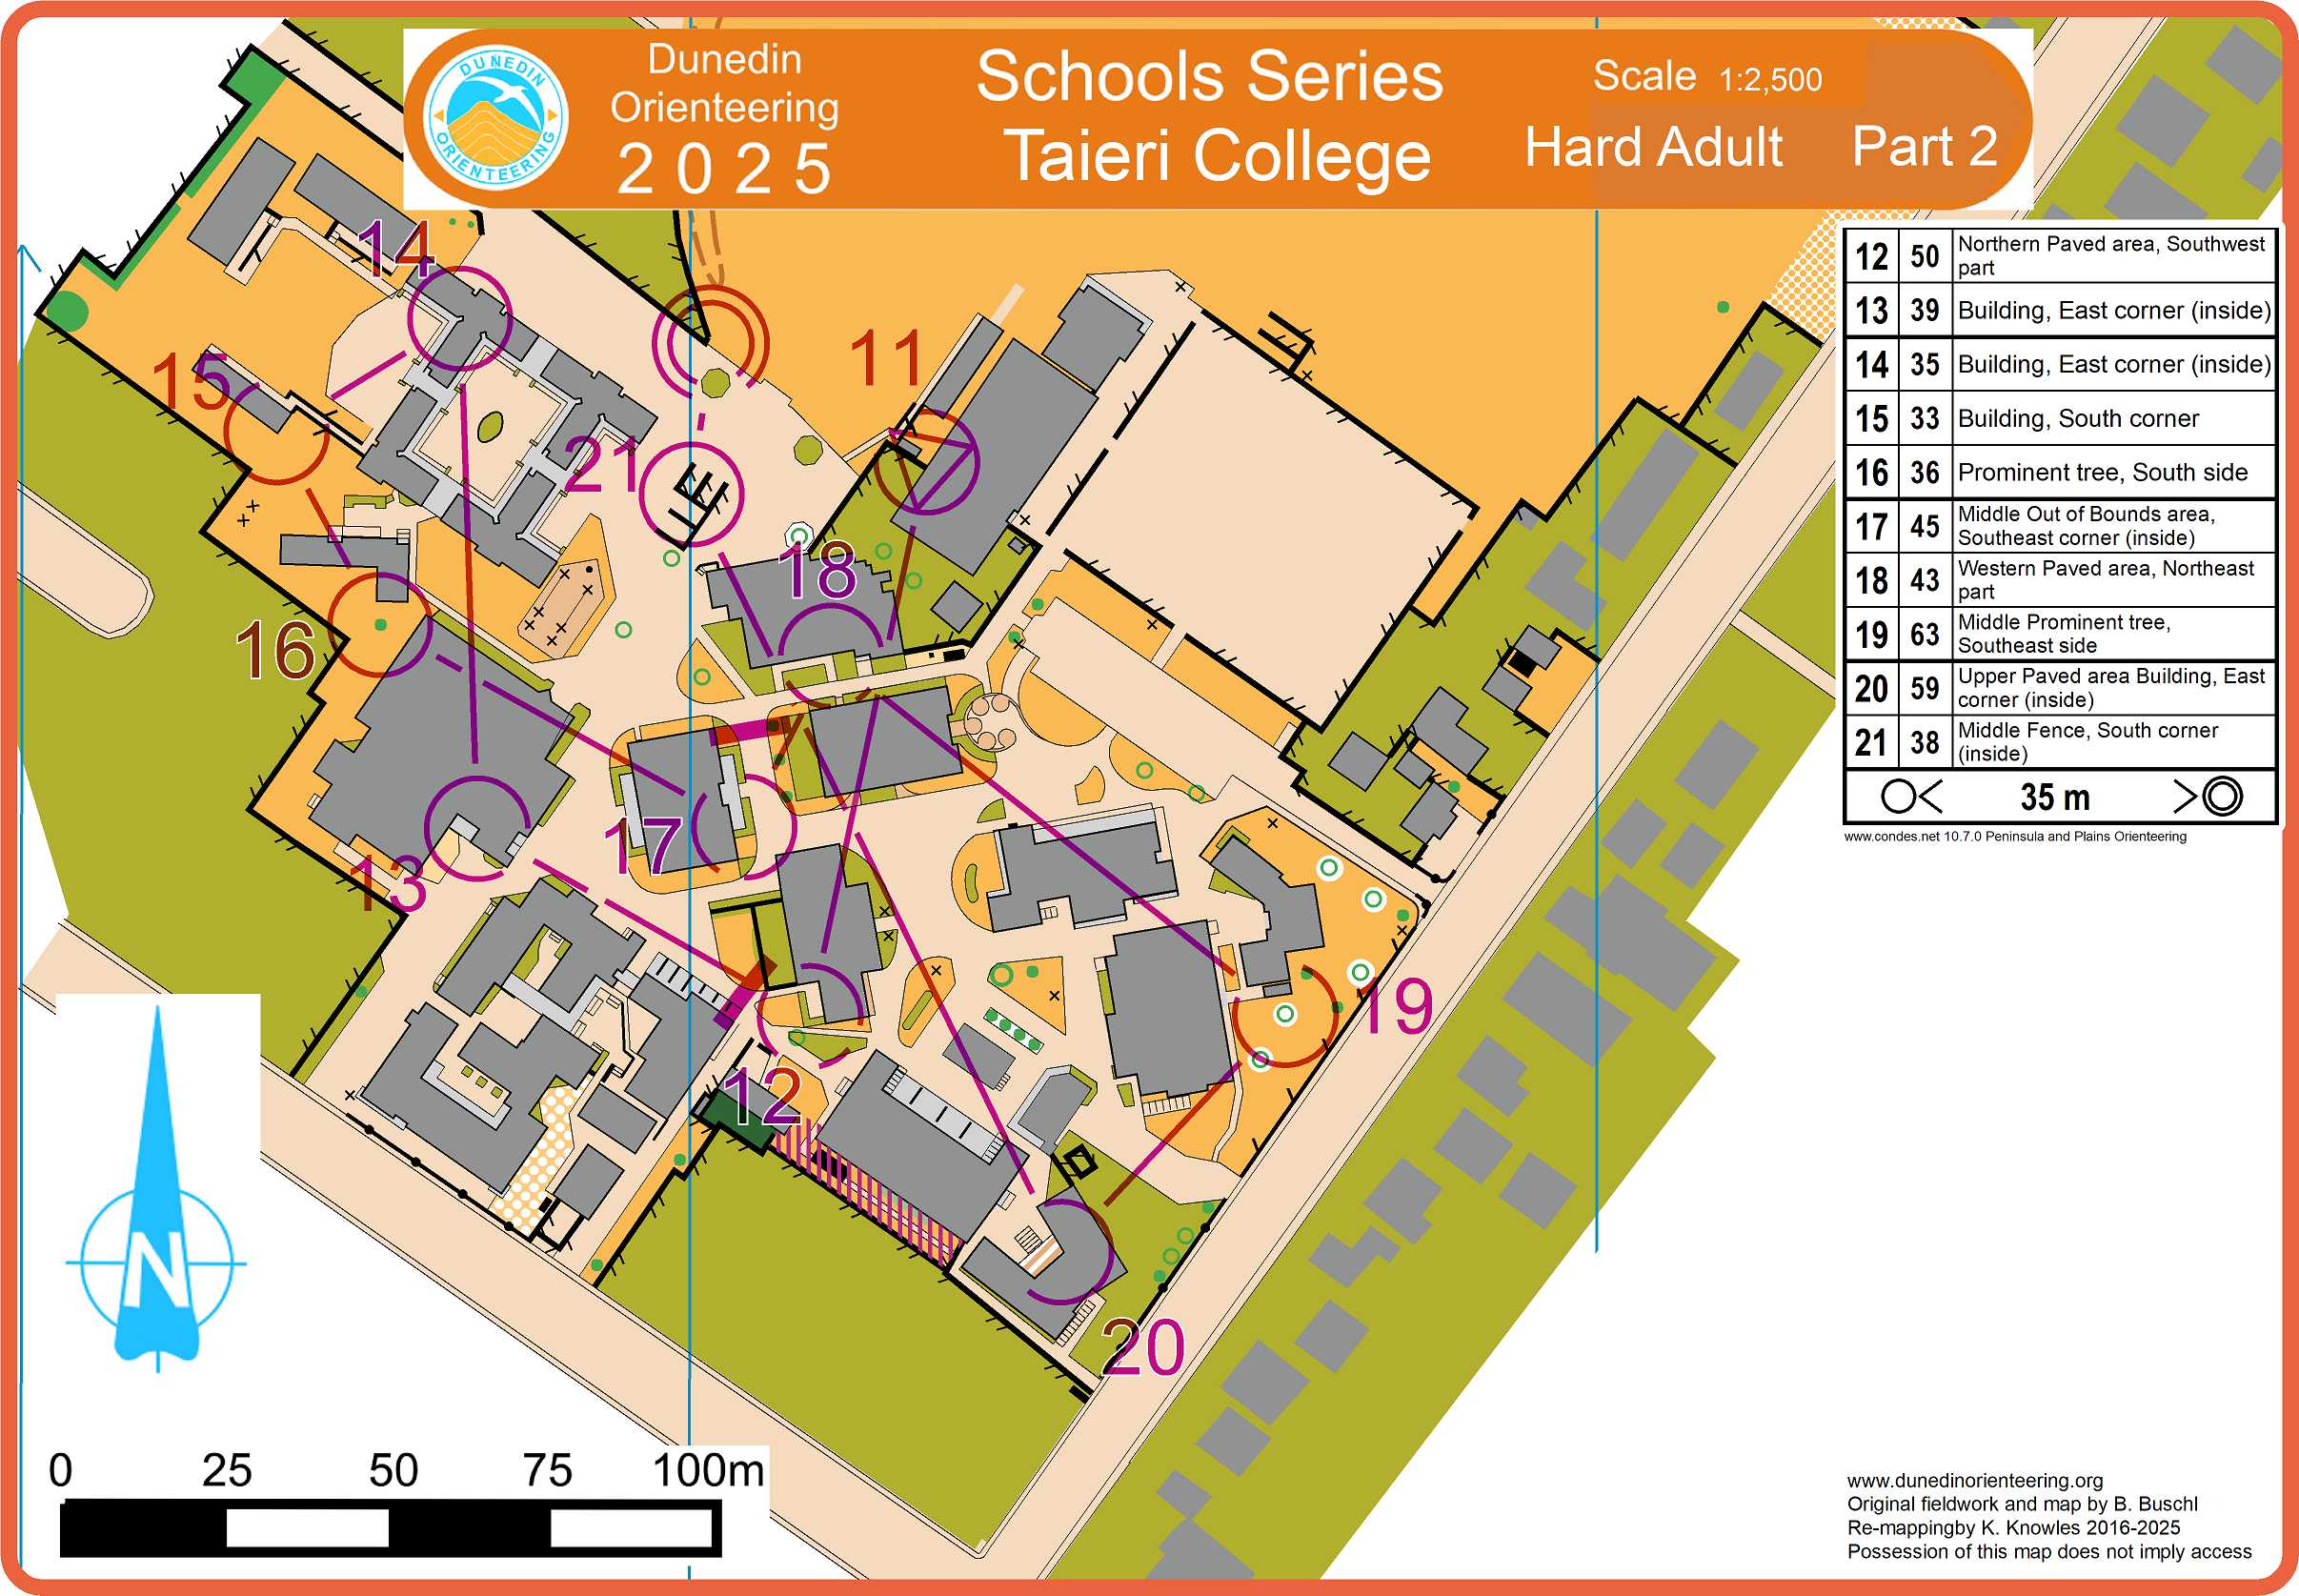 DUNEDIN
ORIENTEERING
Dunedin
Orienteering
2025
Schools Series
Taieri College
Scale 1:2,500
Hard Adult Part 2
12 50 Northern Paved area, Southwest
part
13 39 Building, East corner (inside)
14 35 Building, East corner (inside)
15 33 Building, South corner
16 36 Prominent tree, South side
17 45 Middle Out of Bounds area,
Southeast corner (inside)
18 43 Western Paved area, Northeast
part
19 63 Middle Prominent tree,
Southeast side
20 59 Upper Paved area Building, East
corner (inside)
21 38 Middle Fence, South corner
(inside)
35 m
www.condes.net 10.7.0 Peninsula and Plains Orienteering
14
15
11
21
18
16
17
13
19
12
20
N
0 25 50 75 100m
www.dunedinorienteering.org
Original fieldwork and map by B. Buschl
Re-mappingby K. Knowles 2016-2025
Possession of this map does not imply access